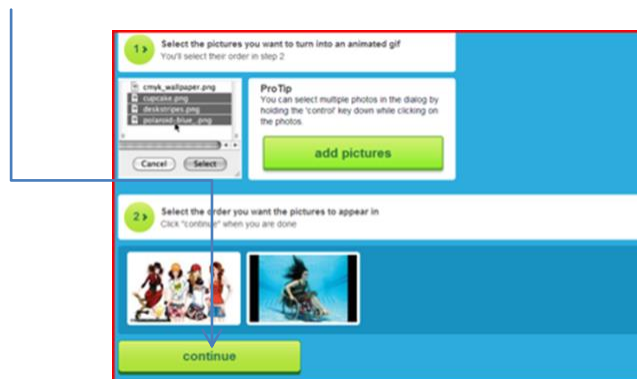 1 > Select the pictures you want to turn into an animated gif
You'll select their order in step 2
cmyk_wallpaper.png
cupcake.png
deskstripes.png
polaroid-blue_.png
Cancel Select
ProTip
You can select multiple photos in the dialog by
holding the 'control' key down while clicking on
the photos.
add pictures
2 > Select the order you want the pictures to appear in
Click "continue" when you are done
continue